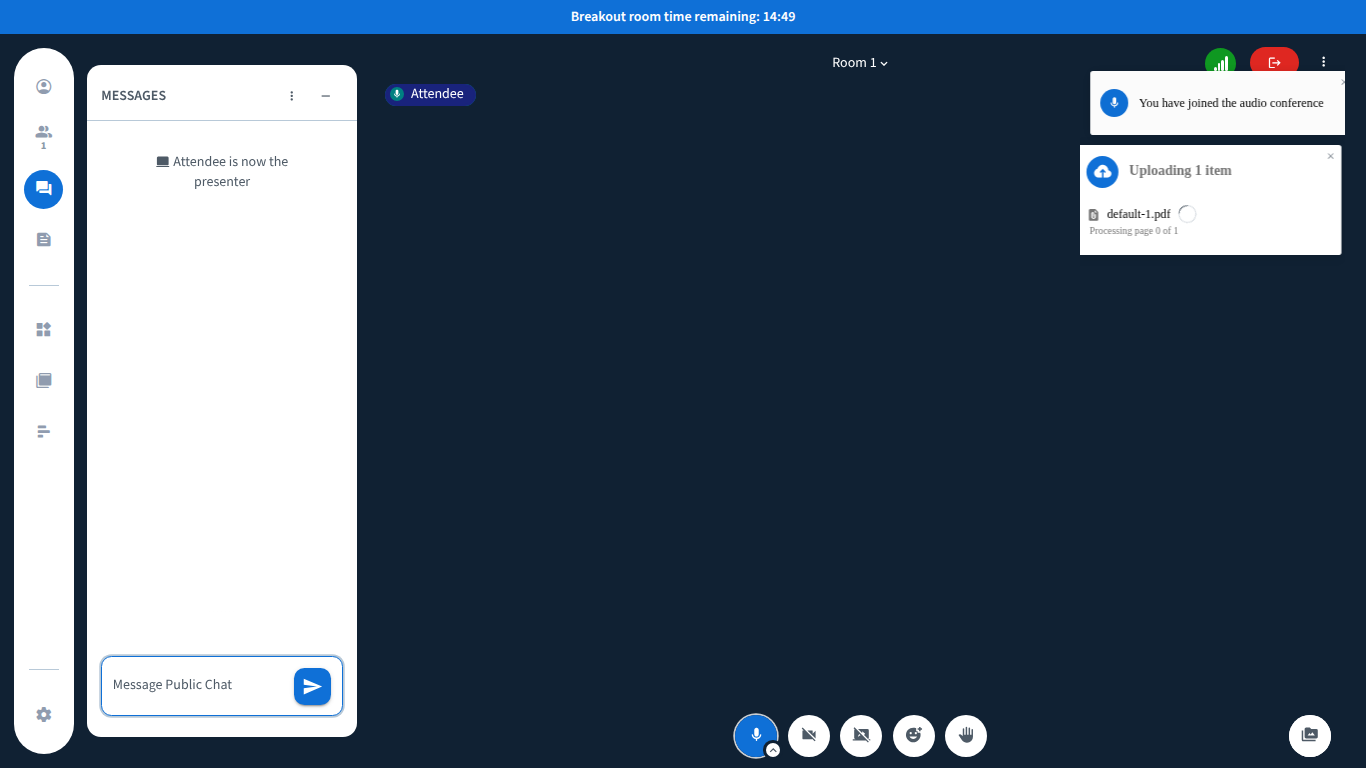 Breakout room time remaining: 14:49
Room 1
MESSAGES
Attendee
You have joined the audio conference
1
Attendee is now the
presenter
Uploading 1 item
default-1.pdf
Processing page 0 of 1
Message Public Chat